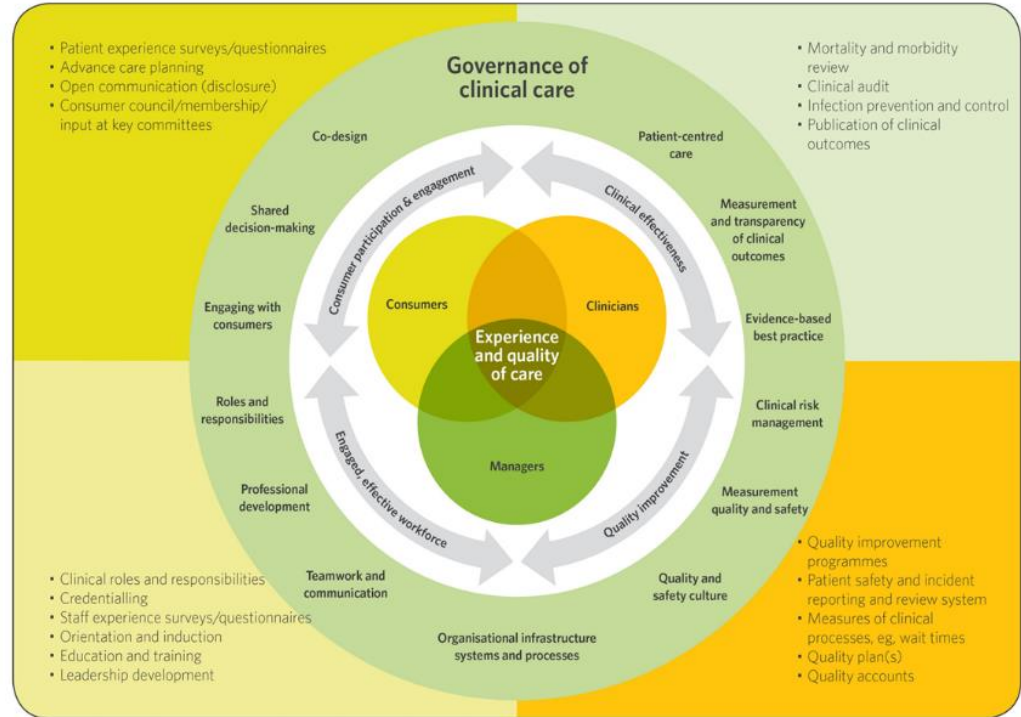 • Patient experience surveys/questionnaires
• Advance care planning
• Open communication (disclosure)
• Consumer council/membership/
input at key committees
Governance of
clinical care
• Mortality and morbidity
review
• Clinical audit
• Infection prevention and control
• Publication of clinical
outcomes
Co-design
Patient-centred
care
Shared
decision-making
Measurement
and transparency
of clinical
outcomes
Engaging with
consumers
Evidence-based
best practice
Consumer participation & engagement
Clinical effectiveness
Consumers
Clinicians
Experience
and quality
of care
Managers
Roles and
responsibilities
Clinical risk
management
Professional
development
Measurement
quality and safety
Engaged, effective workforce
Quality improvement
Teamwork and
communication
Quality and
safety culture
Organisational infrastructure
systems and processes
• Clinical roles and responsibilities
• Credentialling
• Staff experience surveys/questionnaires
• Orientation and induction
• Education and training
• Leadership development
• Quality improvement
programmes
• Patient safety and incident
reporting and review system
• Measures of clinical
processes, eg, wait times
• Quality plan(s)
• Quality accounts